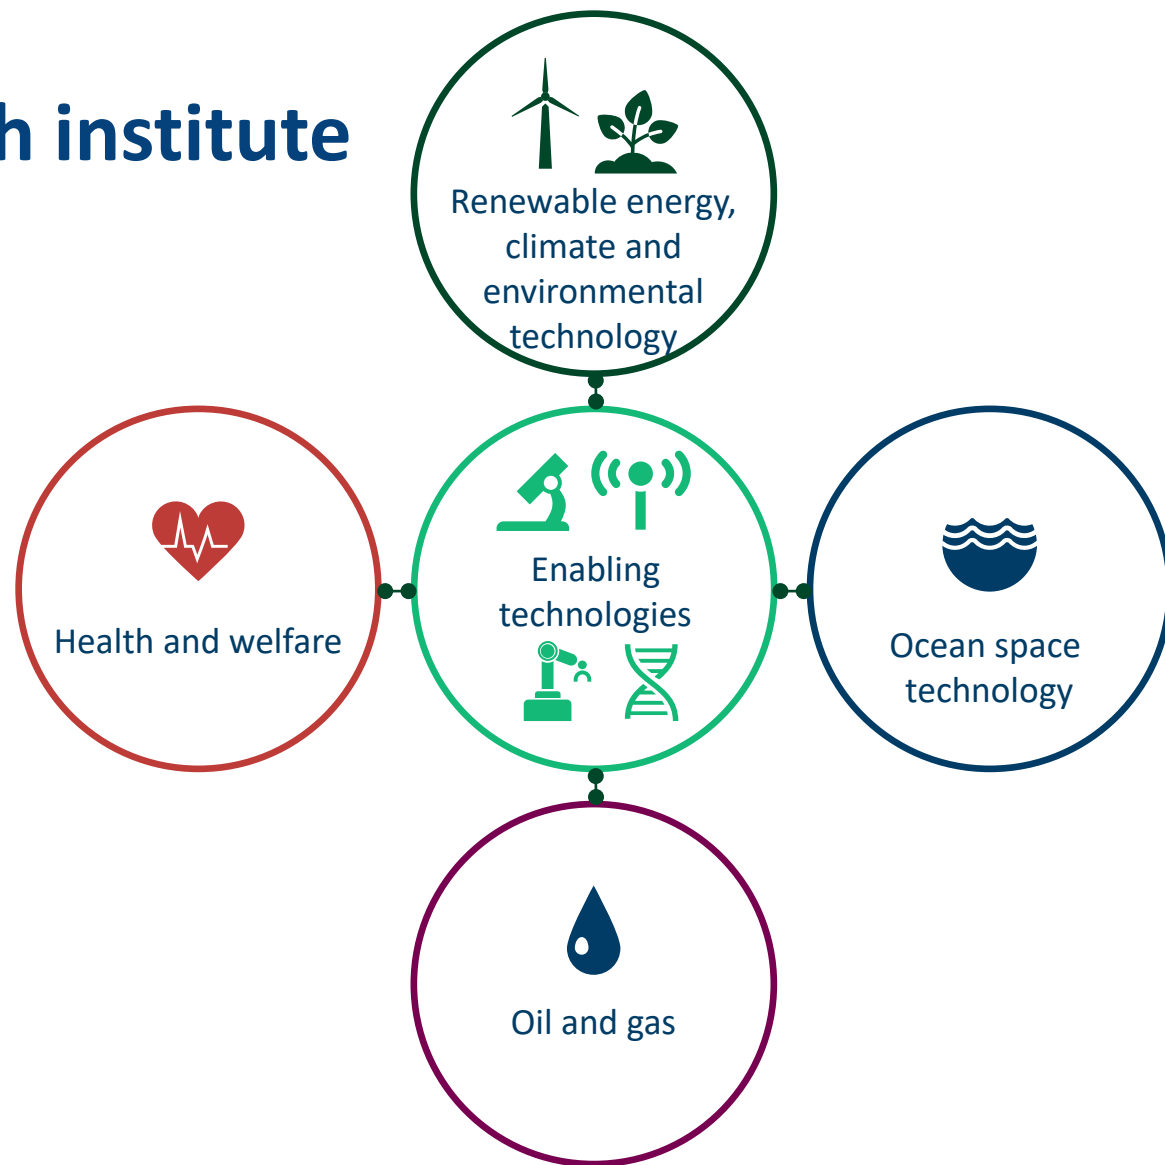 h institute
Renewable energy,
climate and
environmental
technology
Health and welfare
Enabling
technologies
Ocean space
technology
Oil and gas